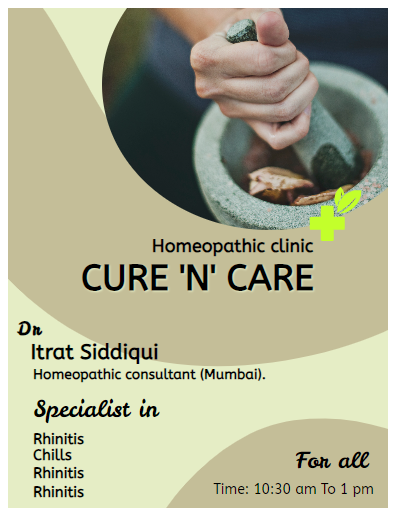 Homeopathic clinic
CURE 'N' CARE
Dr
Itrat Siddiqui
Homeopathic consultant (Mumbai).
Specialist in
Rhinitis
Chills
Rhinitis
Rhinitis
For all
Time: 10:30 am To 1 pm